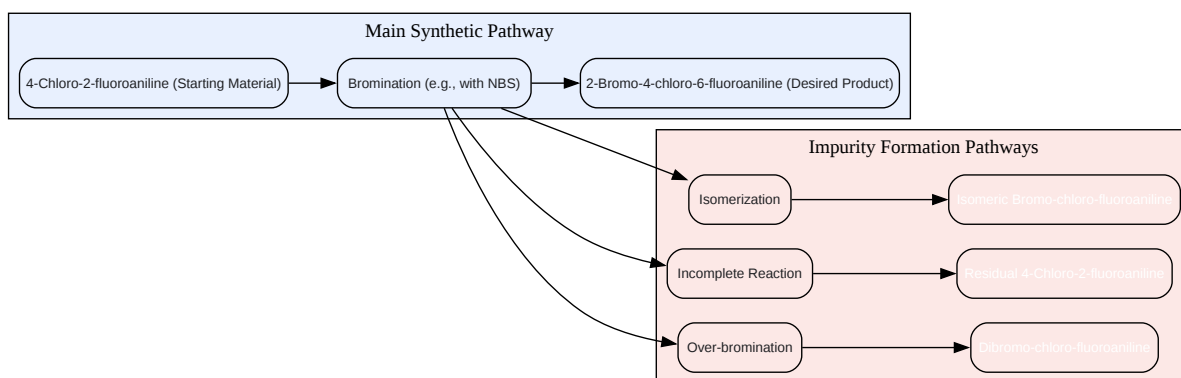 Main Synthetic Pathway
4-Chloro-2-fluoroaniline (Starting Material)
Bromination (e.g., with NBS)
2-Bromo-4-chloro-6-fluoroaniline (Desired Product)
Impurity Formation Pathways
Isomerization
Isomeric Bromo-chloro-fluoroaniline
Incomplete Reaction
Residual 4-Chloro-2-fluoroaniline
Over-bromination
Dibromo-chloro-fluoroaniline